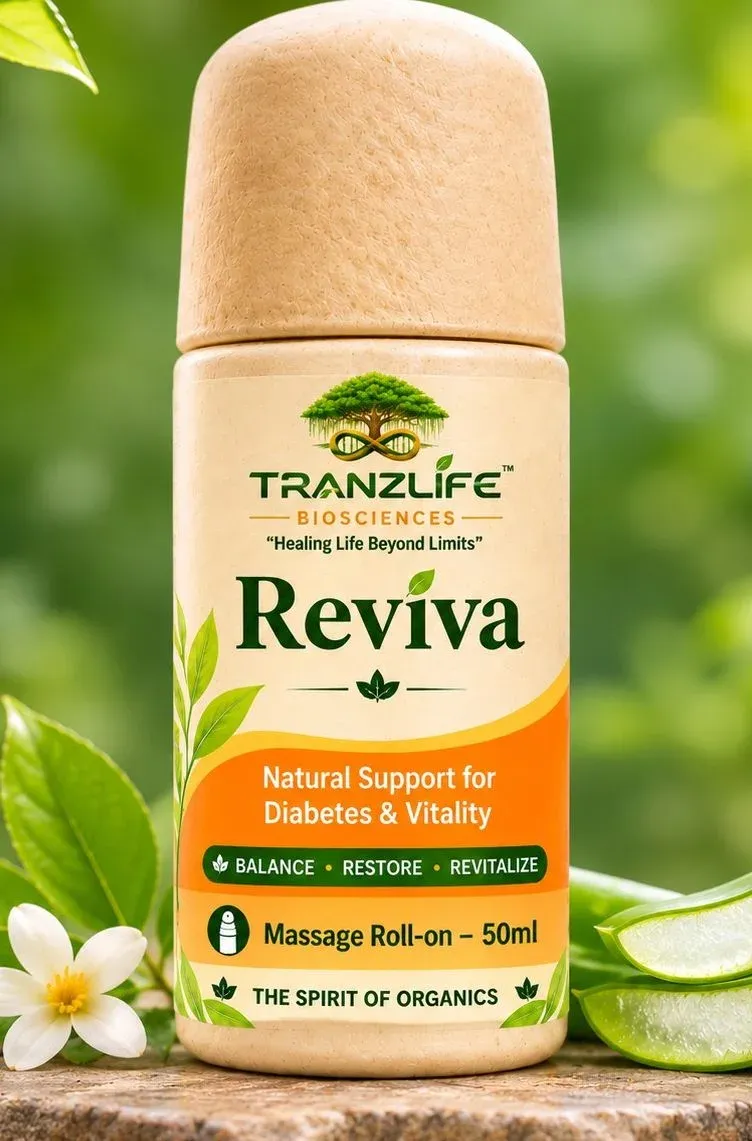 TRANZLIFE™
BIOSCIENCES
“Healing Life Beyond Limits”
Reviva
Natural Support for
Diabetes & Vitality
BALANCE • RESTORE • REVITALIZE
Massage Roll-on – 50ml
THE SPIRIT OF ORGANICS